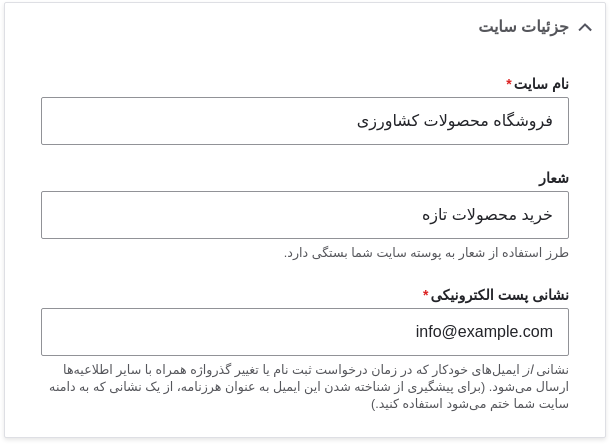 جزئیات سایت
نام سایت*
فروشگاه محصولات کشاورزی
شعار
خرید محصولات تازه
طرز استفاده از شعار به پوسته سایت شما بستگی دارد.
نشانی پست الکترونیکی*
info@example.com
نشانی از ایمیل‌های خودکار که در زمان درخواست ثبت نام یا تغییر گذرواژه همراه با سایر اطلاعیه‌ها
ارسال می‌شود. (برای پیشگیری از شناخته شدن این ایمیل به عنوان هرزنامه، از یک نشانی که به دامنه
سایت شما ختم می‌شود استفاده کنید.)